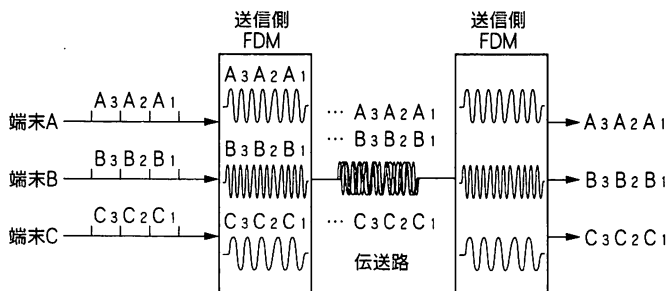 送信側
FDM
送信側
FDM
端末A
A3A2A1
A3A2A1
… A3A2A1
A3A2A1
端末B
B3B2B1
B3B2B1
… B3B2B1
B3B2B1
端末C
C3C2C1
C3C2C1
… C3C2C1
C3C2C1
伝送路